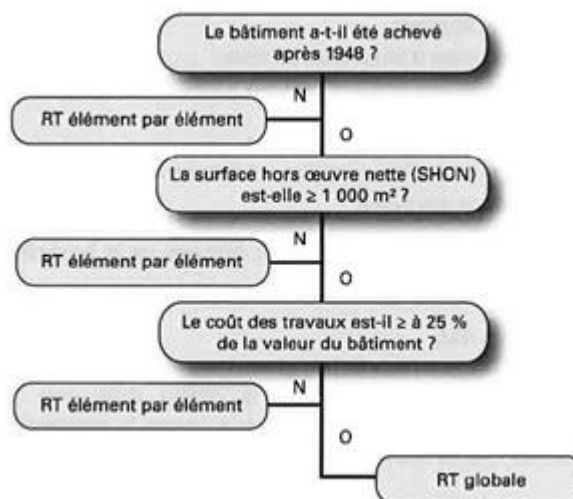 Le bâtiment a-t-il été achevé
après 1948 ?
N
RT élément par élément
O
La surface hors œuvre nette (SHON)
est-elle ≥ 1 000 m² ?
N
RT élément par élément
O
Le coût des travaux est-il ≥ à 25 %
de la valeur du bâtiment ?
N
RT élément par élément
O
RT globale